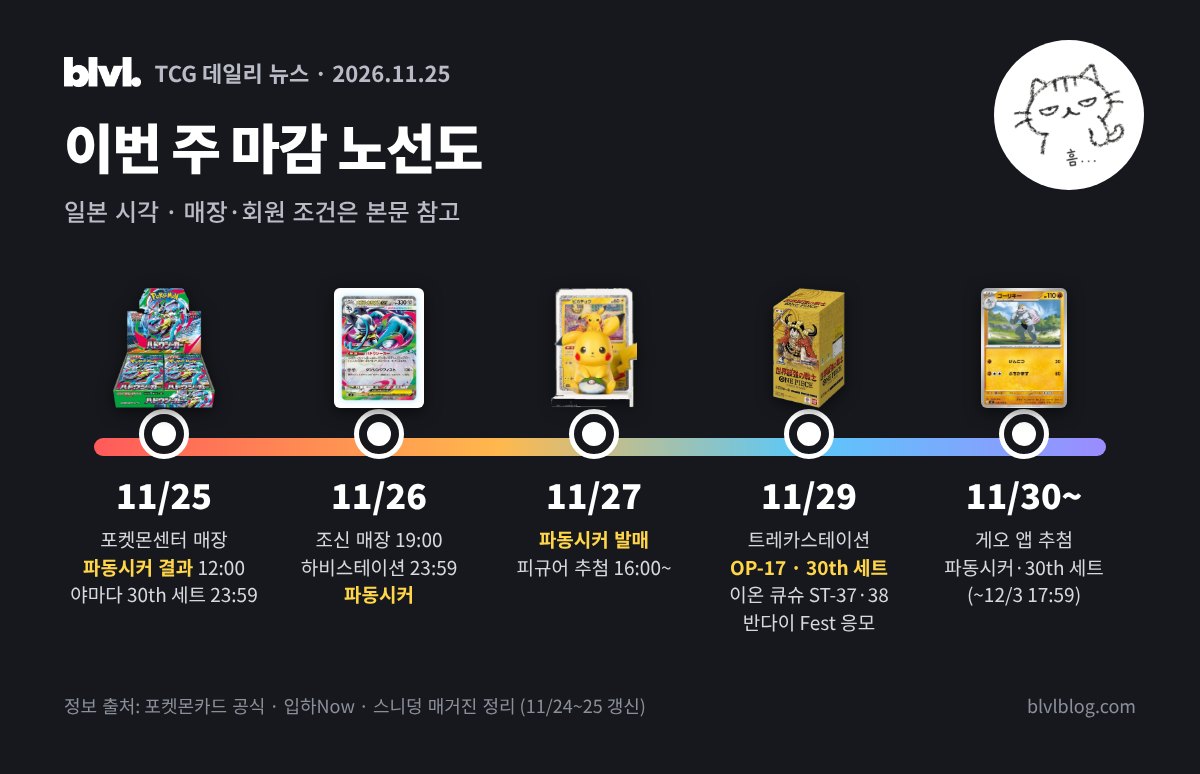 blvl. TCG 데일리 뉴스 · 2026.11.25
이번 주 마감 노선도
일본 시각 · 매장·회원 조건은 본문 참고
흠...
11/25
포켓몬센터 매장
파동시커 결과 12:00
야마다 30th 세트 23:59
11/26
조신 매장 19:00
하비스테이션 23:59
파동시커
11/27
파동시커 발매
피규어 추첨 16:00~
11/29
트레카스테이션
OP-17 · 30th 세트
이온 큐슈 ST-37·38
반다이 Fest 응모
11/30~
게오 앱 추첨
파동시커·30th 세트
(~12/3 17:59)
정보 출처: 포켓몬카드 공식 · 입하Now · 스니덩 매거진 정리 (11/24~25 갱신)
blvlblog.com